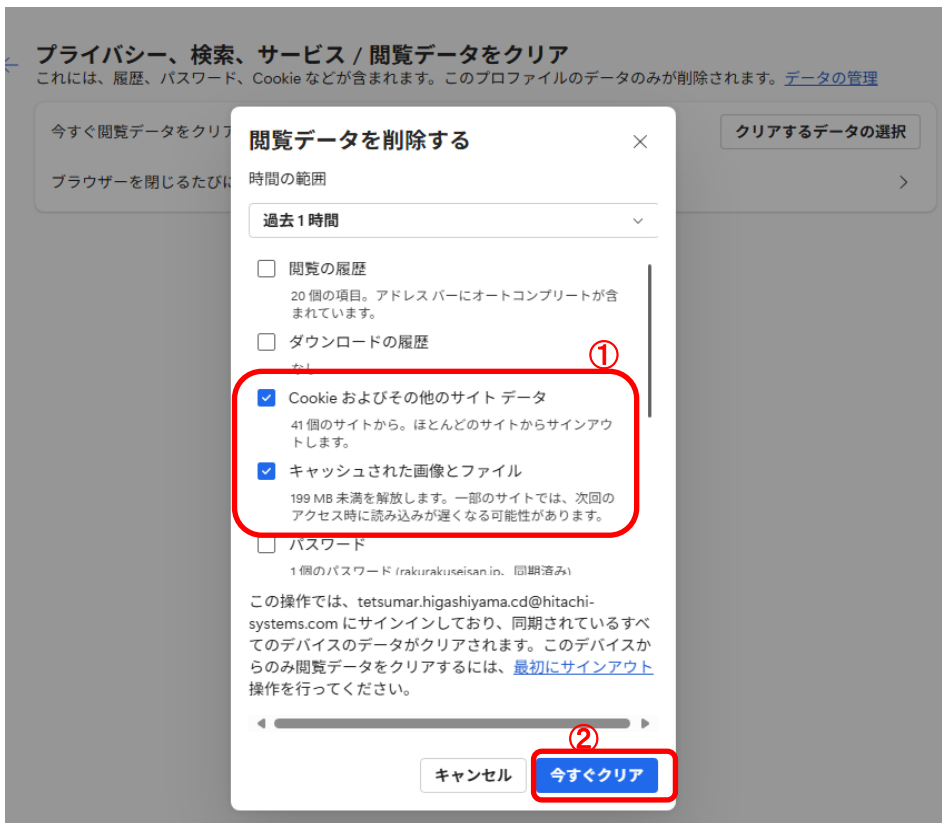 プライバシー、検索、サービス / 閲覧データをクリア
これには、履歴、パスワード、Cookie などが含まれます。このプロファイルのデータのみが削除されます。データの管理
今すぐ閲覧データをクリア
クリアするデータの選択
ブラウザーを閉じるたびに
閲覧データを削除する
時間の範囲
過去 1 時間
閲覧の履歴
20 個の項目。アドレス バーにオートコンプリートが含
まれています。
ダウンロードの履歴
なし
①
Cookie およびその他のサイト データ
41 個のサイトから。ほとんどのサイトからサインアウ
トします。
キャッシュされた画像とファイル
199 MB 未満を解放します。一部のサイトでは、次回の
アクセス時に読み込みが遅くなる可能性があります。
パスワード
1 個のパスワード (rakurakuseisan.jp、同期済み)
この操作では、tetsumar.higashiyama.cd@hitachi-
systems.com にサインインしており、同期されているすべ
てのデバイスのデータがクリアされます。このデバイスか
らのみ閲覧データをクリアするには、最初にサインアウト
操作を行ってください。
②
キャンセル
今すぐクリア